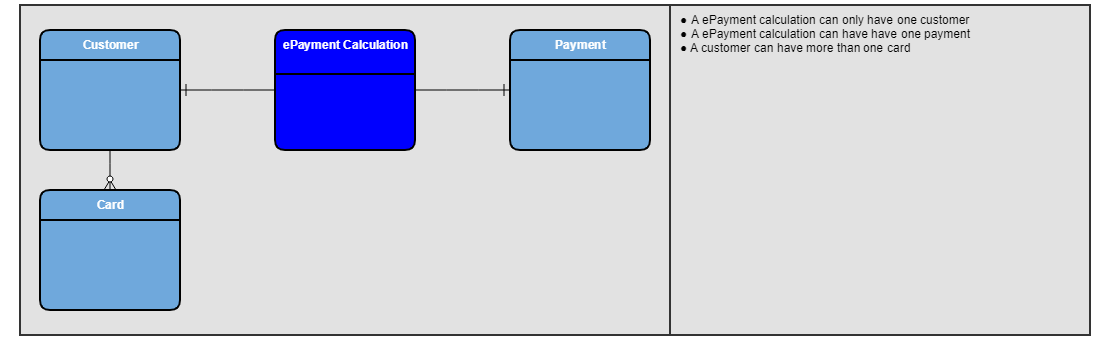 Customer
ePayment Calculation
Payment
Card
● A ePayment calculation can only have one customer
● A ePayment calculation can have have one payment
● A customer can have more than one card